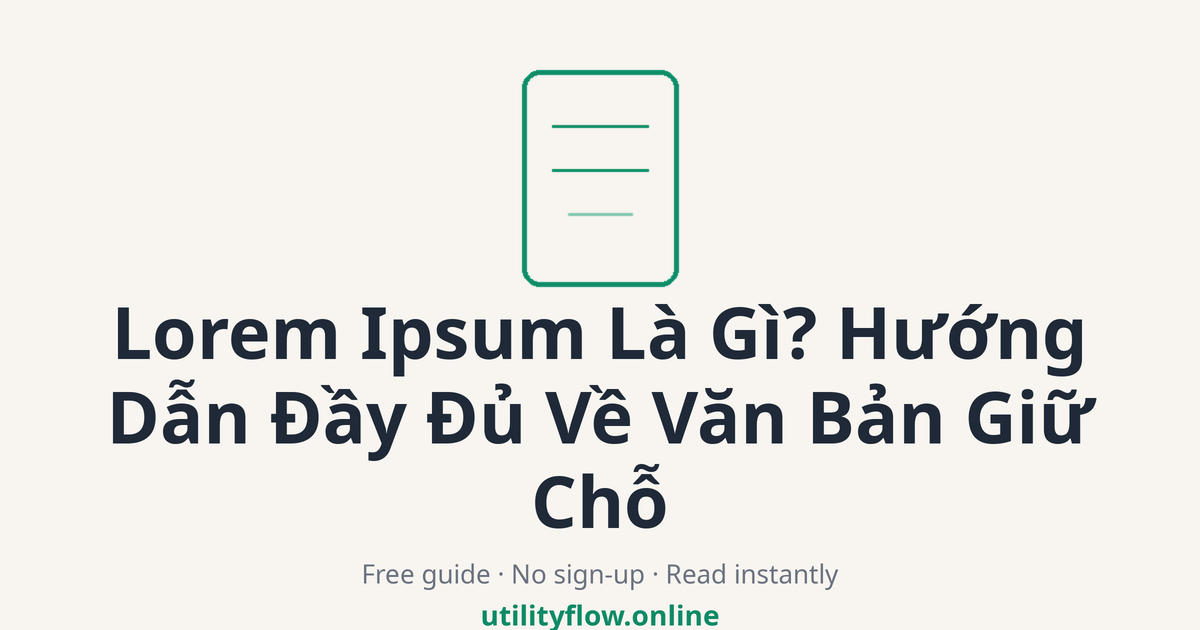 Lorem Ipsum Là Gì? Hướng
Dẫn Đầy Đủ Về Văn Bản Giữ
Chỗ
Free guide · No sign-up · Read instantly
utilityflow.online